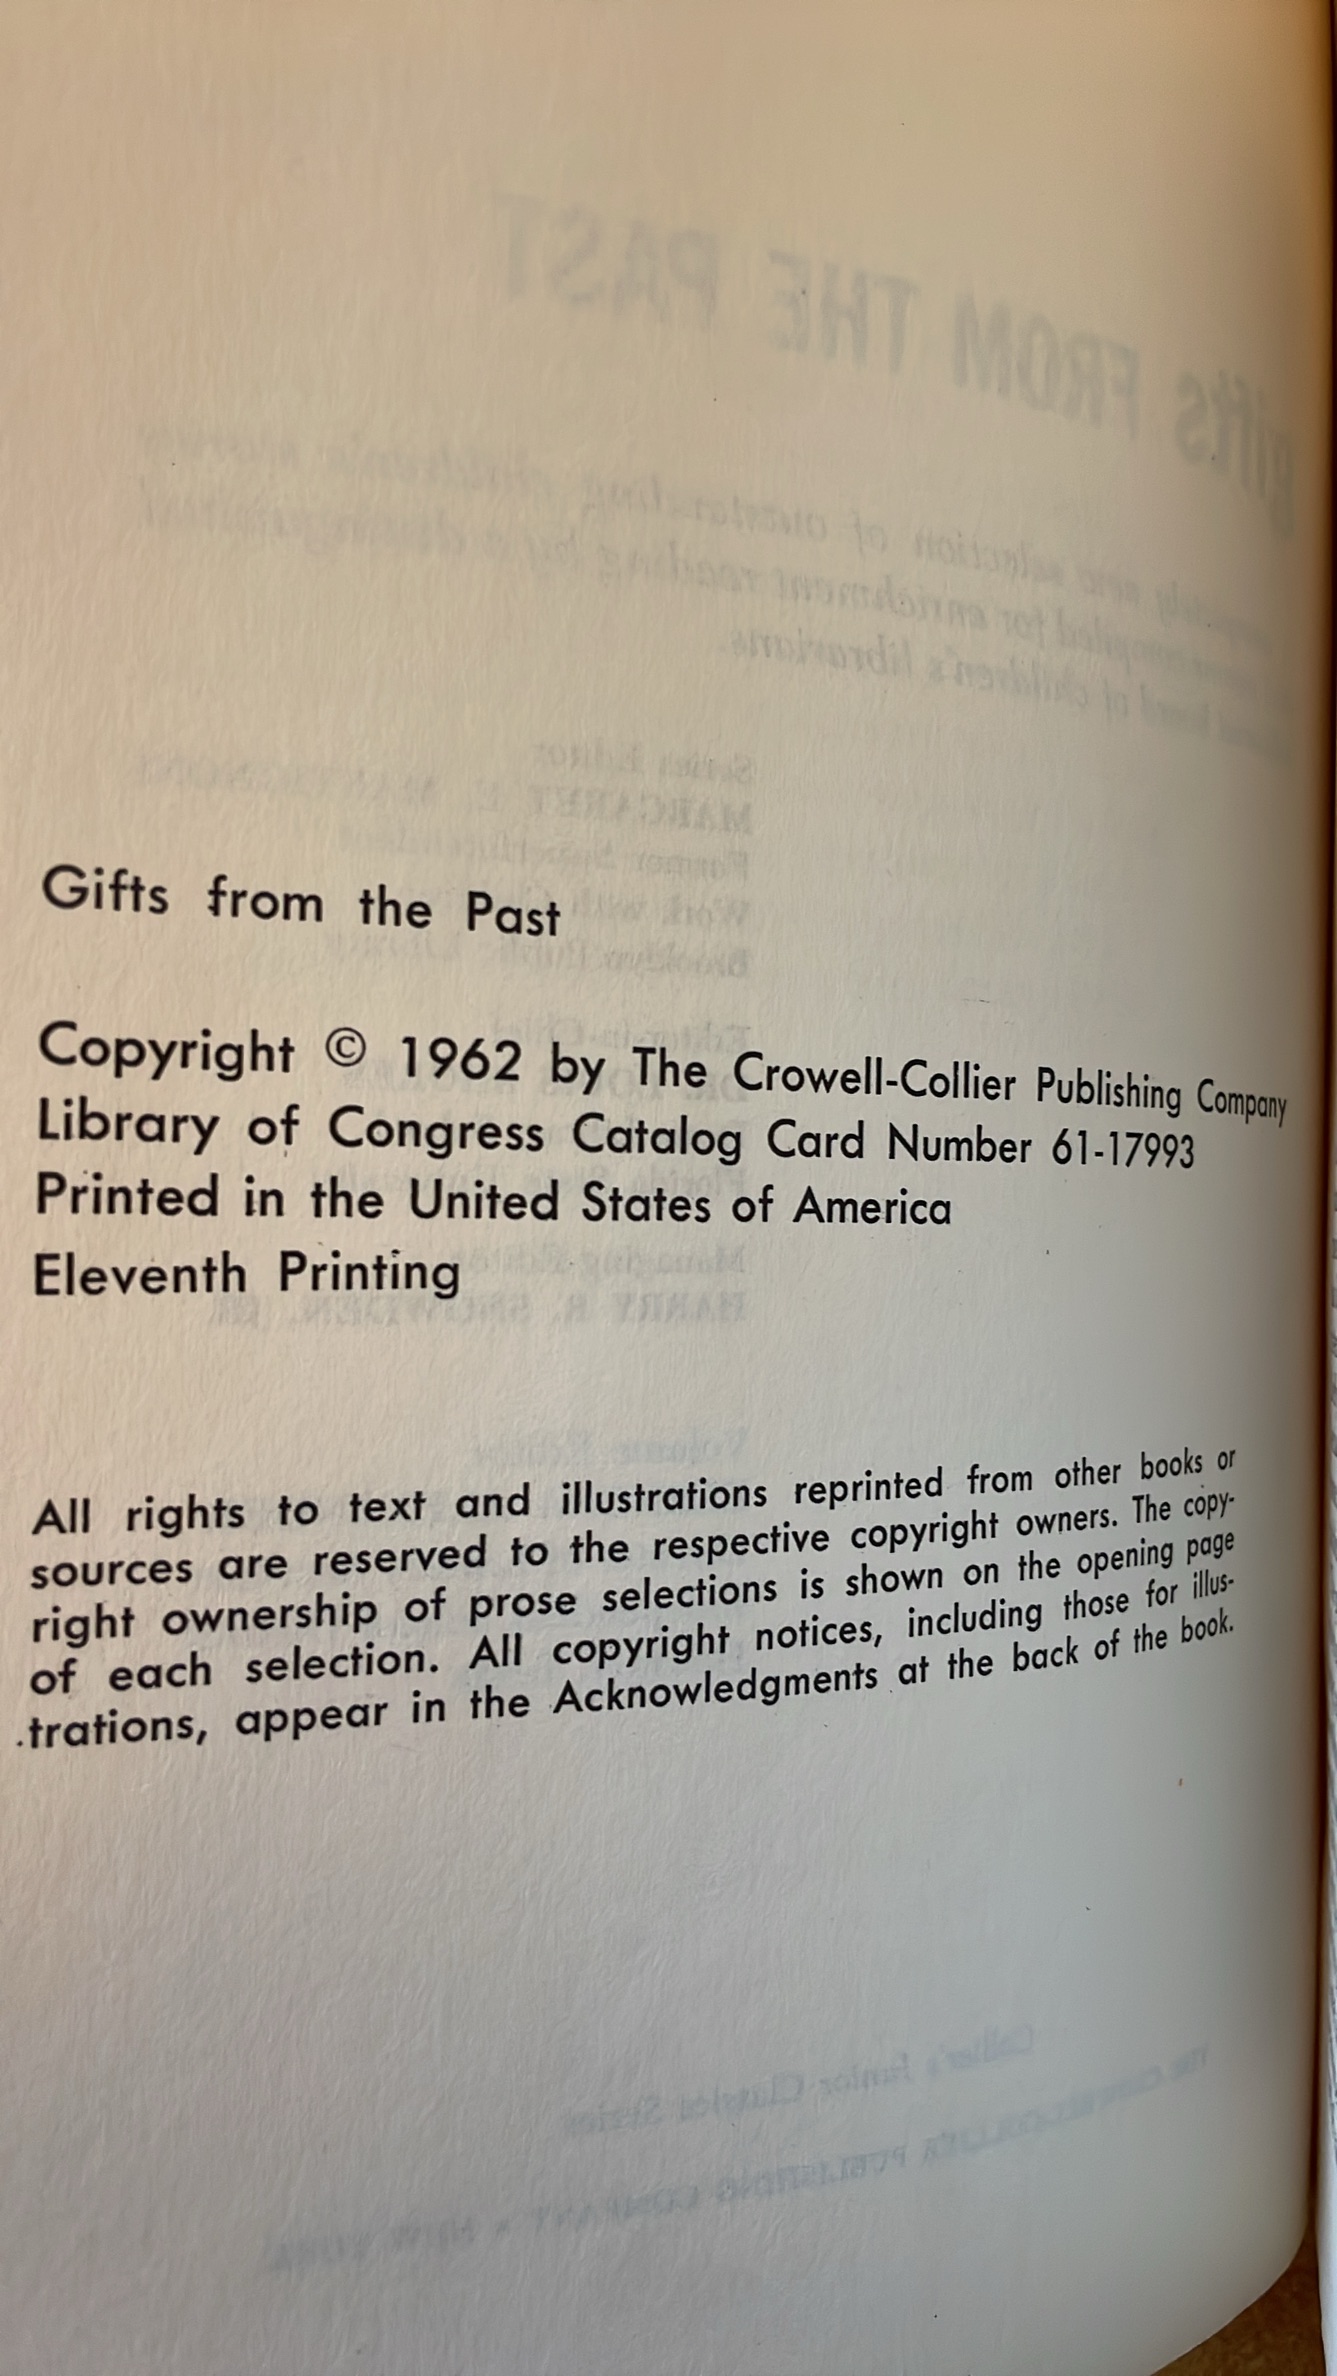 Gifts from the Past
Copyright © 1962 by The Crowell-Collier Publishing Company
Library of Congress Catalog Card Number 61-17993
Printed in the United States of America
Eleventh Printing
All rights to text and illustrations reprinted from other books or
sources are reserved to the respective copyright owners. The copy-
right ownership of prose selections is shown on the opening page
of each selection. All copyright notices, including those for illus-
trations, appear in the Acknowledgments at the back of the book.